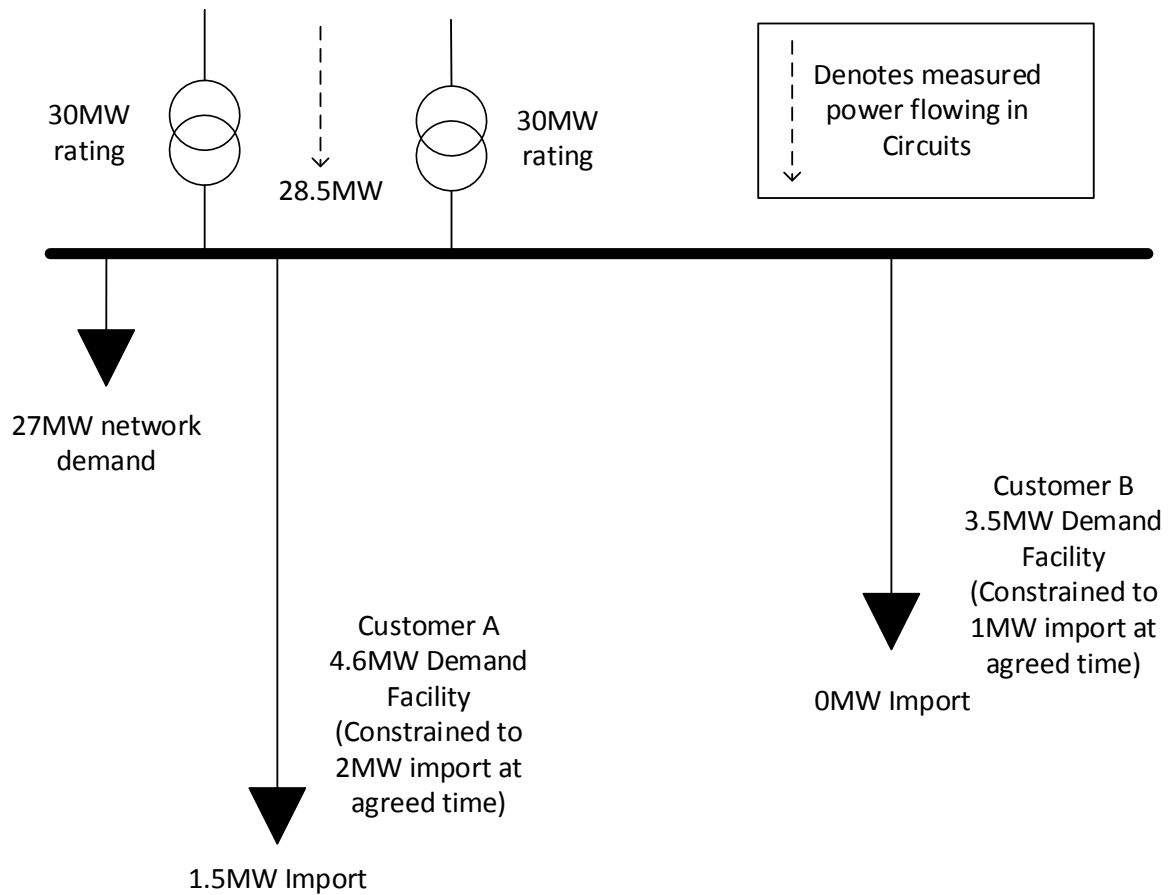 30MW
rating
28.5MW
30MW
rating
Denotes measured
power flowing in
Circuits
27MW network
demand
Customer A
4.6MW Demand
Facility
(Constrained to
2MW import at
agreed time)
1.5MW Import
Customer B
3.5MW Demand
Facility
(Constrained to
1MW import at
agreed time)
0MW Import